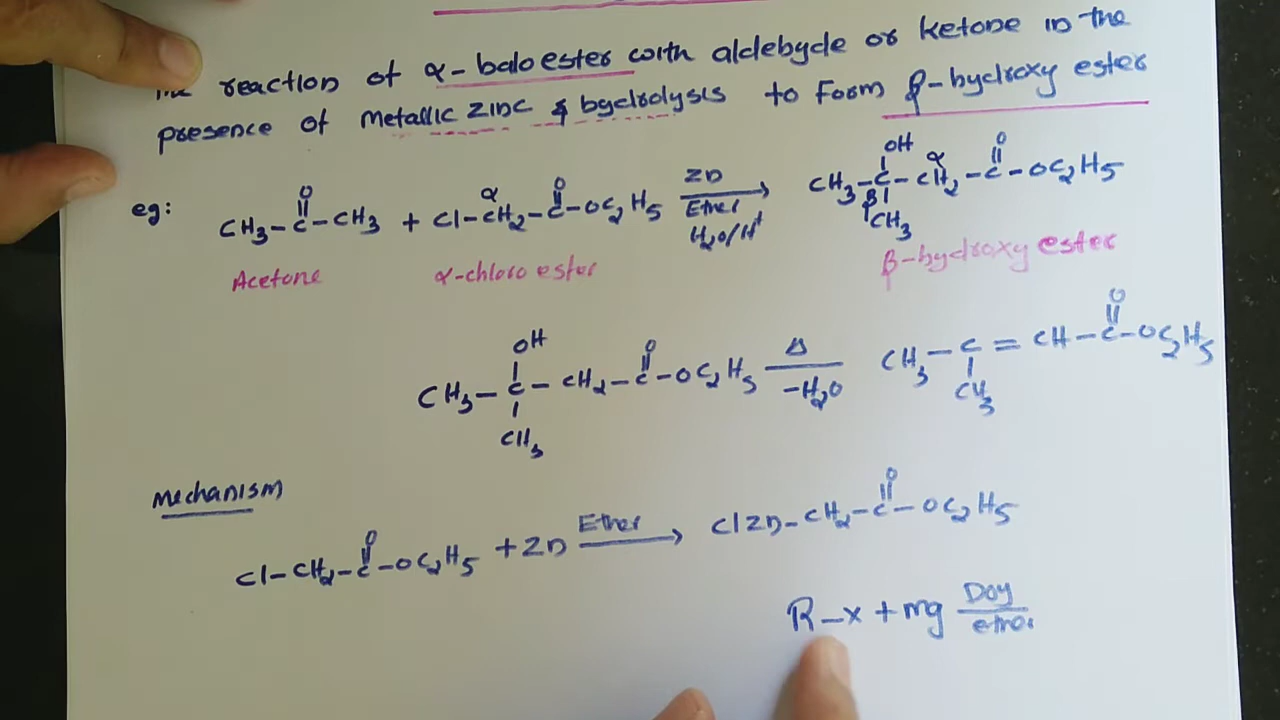 The reaction of α-halo ester with aldehyde or ketone in the
presence of metallic zinc & hydrolysis to form β-hydroxy ester
eg: CH3-C(=O)-CH3 + Cl-CH2(α)-C(=O)-OC2H5 Zn Ether H2O/H+ → CH3-C(OH)(CH3)(β)-CH2(α)-C(=O)-OC2H5
Acetone α-chloro ester β-hydroxy ester
CH3-C(OH)(CH3)-CH2-C(=O)-OC2H5 Δ -H2O CH3-C(CH3)=CH-C(=O)-OC2H5
Mechanism
Cl-CH2-C(=O)-OC2H5 + Zn Ether → ClZn-CH2-C(=O)-OC2H5
R-x + mg Dry ether